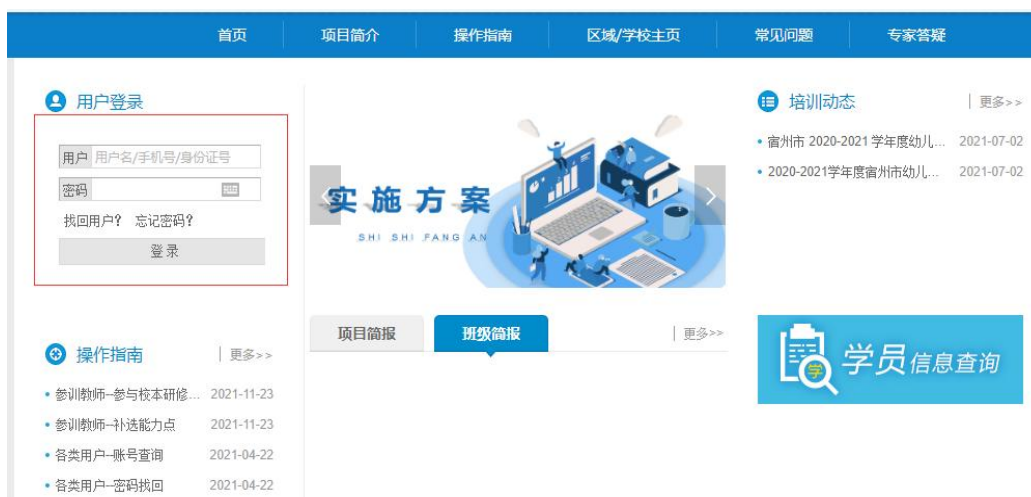 首页 项目简介 操作指南 区域/学校主页 常见问题 专家答疑
用户登录
用户 用户名/手机号/身份证号
密码
找回用户? 忘记密码?
登录
操作指南 更多>>
参训教师--参与校本研修... 2021-11-23
参训教师--补选能力点 2021-11-23
各类用户--账号查询 2021-04-22
各类用户--密码找回 2021-04-22
实施方案
SHI SHI FANG AN
项目简报 班级简报 更多>>
培训动态 更多>>
宿州市 2020-2021 学年度幼儿... 2021-07-02
2020-2021学年度宿州市幼儿... 2021-07-02
学
学员信息查询